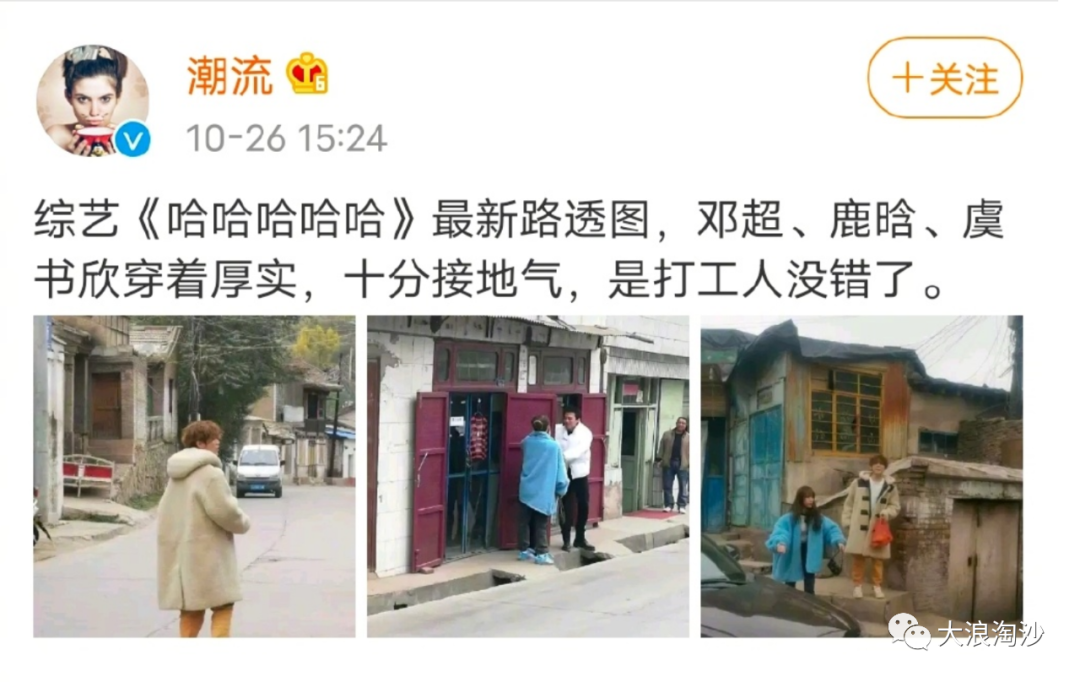 潮流
6
10-26 15:24
+关注
综艺《哈哈哈哈哈》最新路透图，邓超、鹿晗、虞
书欣穿着厚实，十分接地气，是打工人没错了。
大浪淘沙